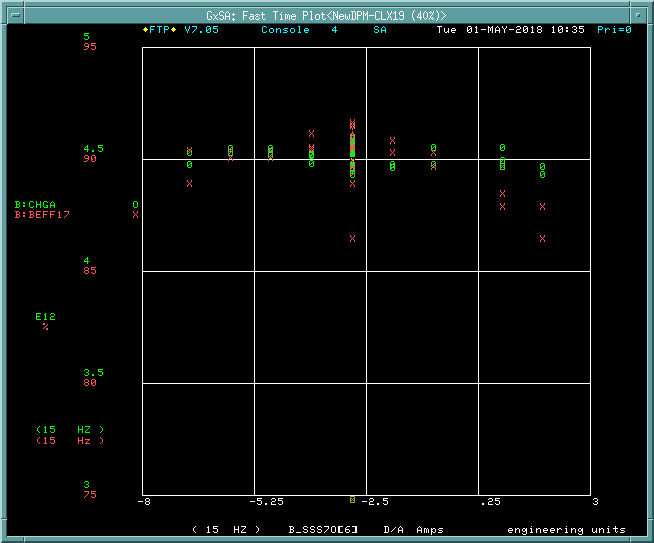 GxSA: Fast Time Plot<NewDPM-CLX19 (40%)>
◆FTP◆ V7.05 Console 4 SA Tue 01-MAY-2018 10:35 Pri=0
5
95
4.5
90
B:CHGA O
B:BEFF17 X
4
85
E12
%
3.5
80
(15 HZ )
(15 Hz )
3
75
-8 -5.25 -2.5 .25 3
( 15 HZ ) B_SSS70[6] D/A Amps engineering units